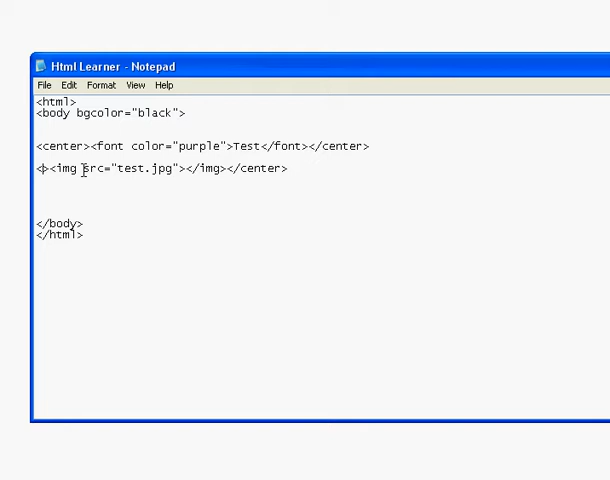 Html Learner - Notepad
File Edit Format View Help
<html>
<body bgcolor="black">
<center><font color="purple">Test</font></center>
<><img src="test.jpg"></img></center>
</body>
</html>